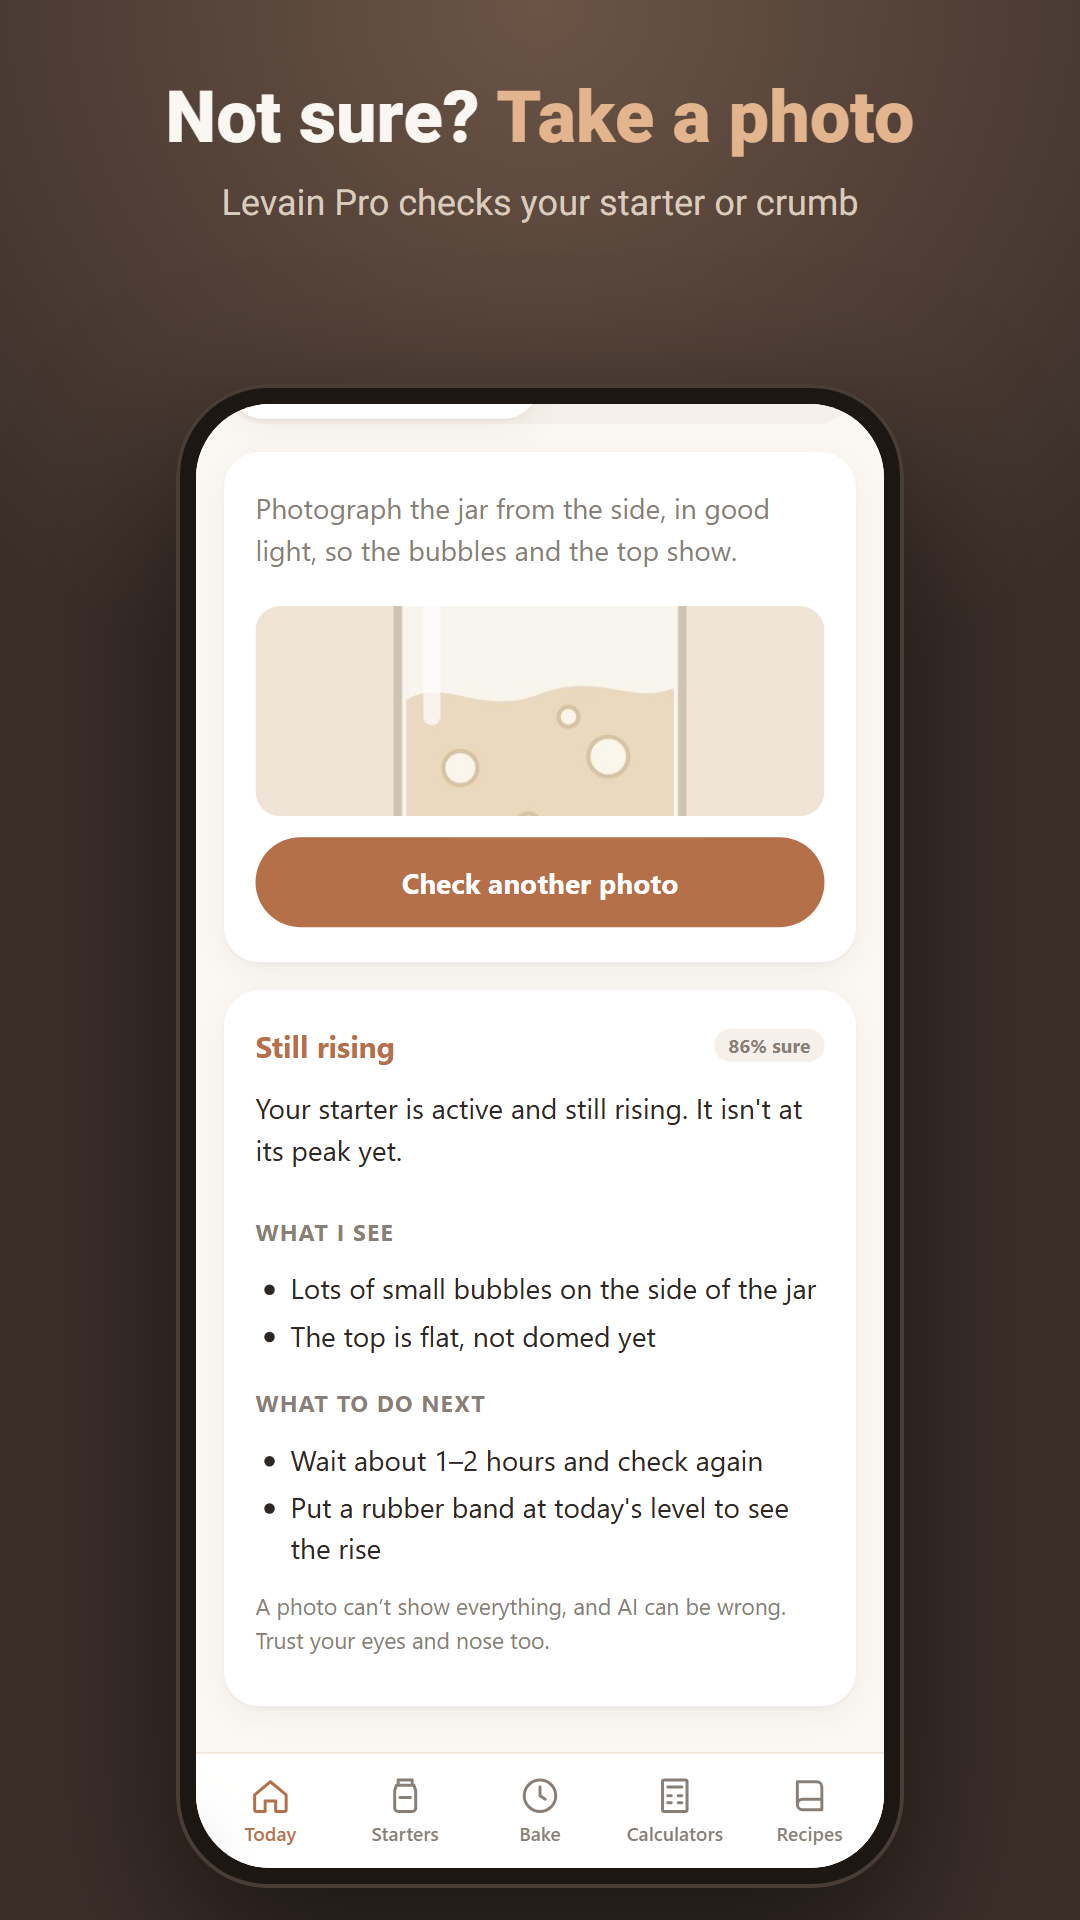 Not sure? Take a photo
Levain Pro checks your starter or crumb
Photograph the jar from the side, in good
light, so the bubbles and the top show.
Check another photo
Still rising
86% sure
Your starter is active and still rising. It isn't at
its peak yet.
WHAT I SEE
• Lots of small bubbles on the side of the jar
• The top is flat, not domed yet
WHAT TO DO NEXT
• Wait about 1–2 hours and check again
• Put a rubber band at today's level to see
the rise
A photo can’t show everything, and AI can be wrong.
Trust your eyes and nose too.
Today
Starters
Bake
Calculators
Recipes